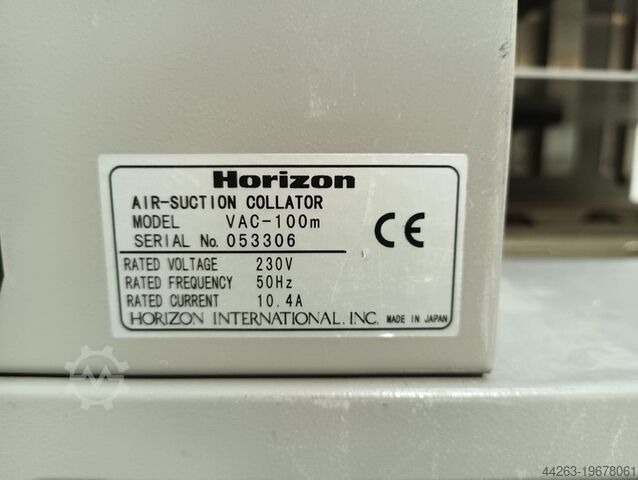 Horizon
AIR-SUCTION COLLATOR
MODEL VAC-100m
SERIAL No. 053306
CE
RATED VOLTAGE 230V
RATED FREQUENCY 50Hz
RATED CURRENT 10.4A
HORIZON INTERNATIONAL. INC. MADE IN JAPAN
44263-19678061